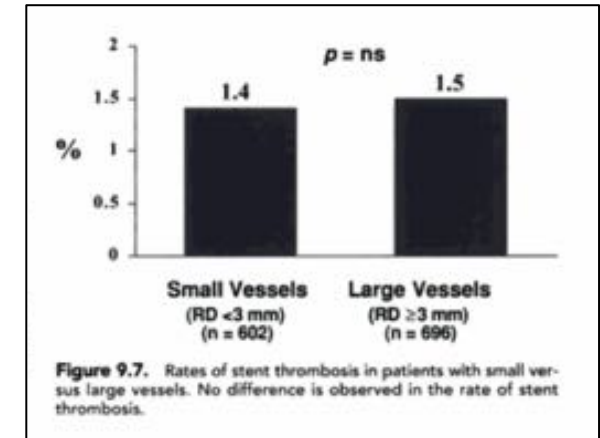 2
p = ns
1.5
1.4
1.5
%
1
0.5
0
Small Vessels
Large Vessels
(RD <3 mm)
(RD ≥3 mm)
(n = 602)
(n = 696)
Figure 9.7. Rates of stent thrombosis in patients with small ver-
sus large vessels. No difference is observed in the rate of stent
thrombosis.